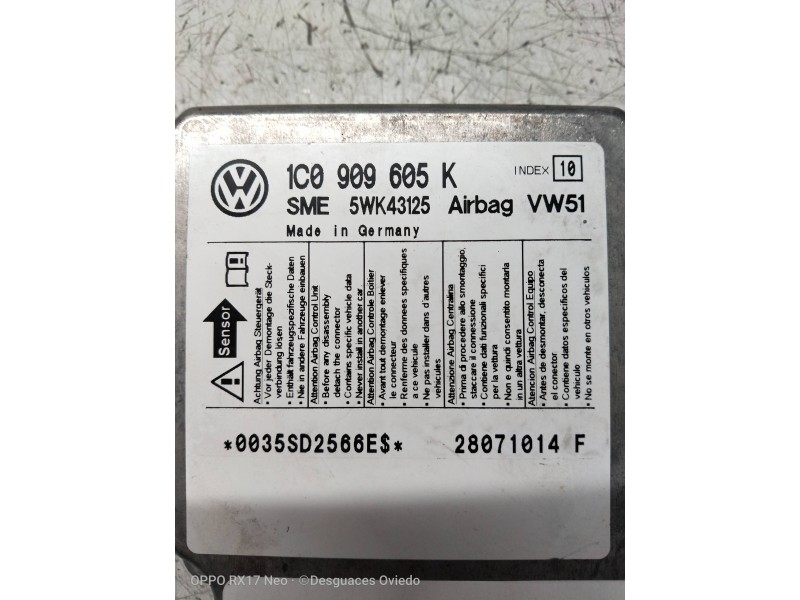 1C0 909 605 K
INDEX 10
SME 5WK43125 Airbag VW51
Made in Germany
Sensor
Achtung Airbag Steuergerät
• Vor jeder Demontage die Steck-
verbindung lösen
• Enthält fahrzeugspezifische Daten
• Nie in andere Fahrzeuge einbauen
Attention Airbag Control Unit
• Before any disassembly
detach the connector
• Contains specific vehicle data
• Never install in another car
Attention Airbag Controle Boitier
• Avant tout demontage enlever
le connecteur
• Renferme des donnees specifiques
a ce vehicule
• Ne pas installer dans d'autres
vehicules
Attenzione Airbag Centralina
• Prima di procedere allo smontaggio,
staccare il connessione
• Contiene dati funzionali specifici
per la vettura
• Non e quindi consentito montarla
in un altra vettura
Atencion Airbag Control Equipo
• Antes de desmontar, desconecta
el conector
• Contiene datos especificos del
vehiculo
• No se monte en otros vehiculos
*0035SD2566E$*
28071014 F
OPPO RX17 Neo · ©Desguaces Oviedo